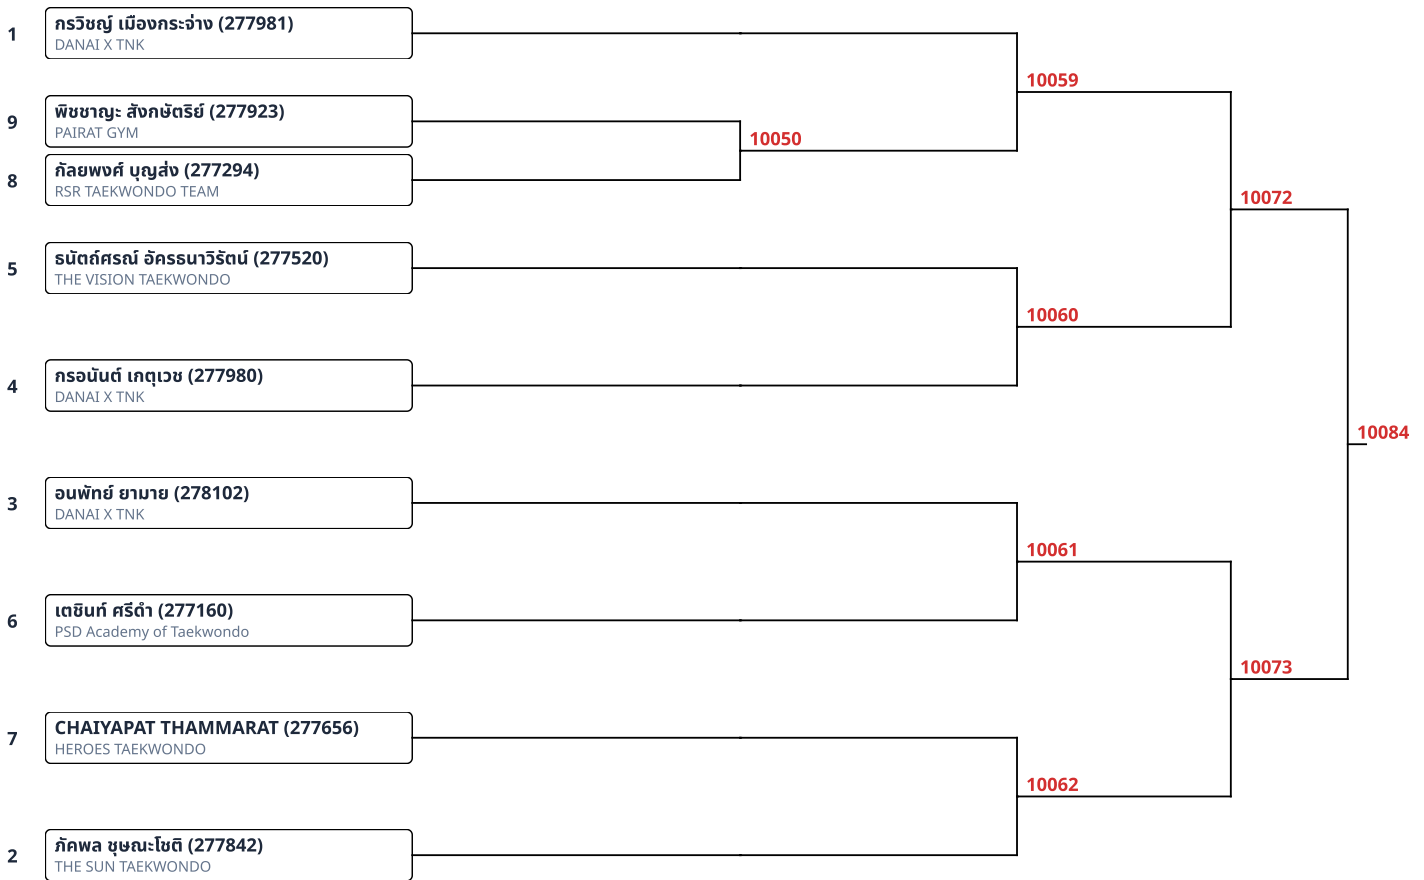 1
กรวิชญ์ เมืองกระจ่าง (277981)
DANAI X TNK
10059
9
พิชชาญะ สังกษัตริย์ (277923)
PAIRAT GYM
10050
8
กัลยพงศ์ บุญส่ง (277294)
RSR TAEKWONDO TEAM
10072
5
ธนัตถ์ศรณ์ อัครธนาวิรัตน์ (277520)
THE VISION TAEKWONDO
10060
4
กรอนันต์ เกตุเวช (277980)
DANAI X TNK
10084
3
อนพัทย์ ยามาย (278102)
DANAI X TNK
10061
6
เตชินท์ ศรีดำ (277160)
PSD Academy of Taekwondo
10073
7
CHAIYAPAT THAMMARAT (277656)
HEROES TAEKWONDO
10062
2
ภัคพล ชุษณะโชติ (277842)
THE SUN TAEKWONDO